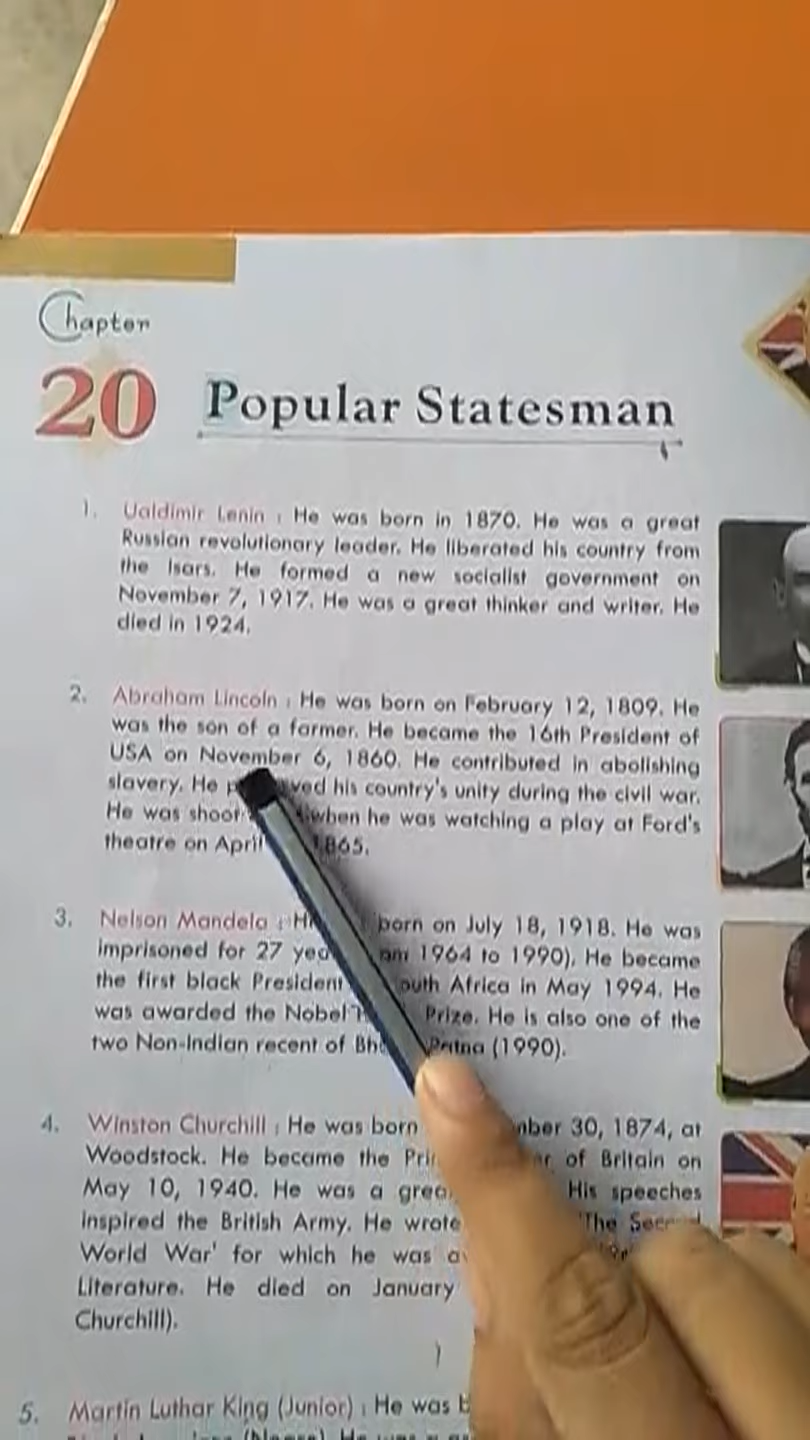 Chapter
20 Popular Statesman
1. Ualdimir Lenin : He was born in 1870. He was a great
Russian revolutionary leader. He liberated his country from
the Isars. He formed a new socialist government on
November 7, 1917. He was a great thinker and writer. He
died in 1924.
2. Abraham Lincoln : He was born on February 12, 1809. He
was the son of a farmer. He became the 16th President of
USA on November 6, 1860. He contributed in abolishing
slavery. He his country's unity during the civil war.
He was shoot when he was watching a play at Ford's
theatre on April 1865.
3. Nelson Mandela : born on July 18, 1918. He was
imprisoned for 27 1964 to 1990). He became
the first black President South Africa in May 1994. He
was awarded the Nobel Prize. He is also one of the
two Non-Indian recent of Ratna (1990).
4. Winston Churchill : He was born 30, 1874, at
Woodstock. He became the of Britain on
May 10, 1940. He was a His speeches
inspired the British Army. He wrote 'The
World War' for which he was
Literature. He died on January
Churchill).
5. Martin Luther King (Junior) : He was